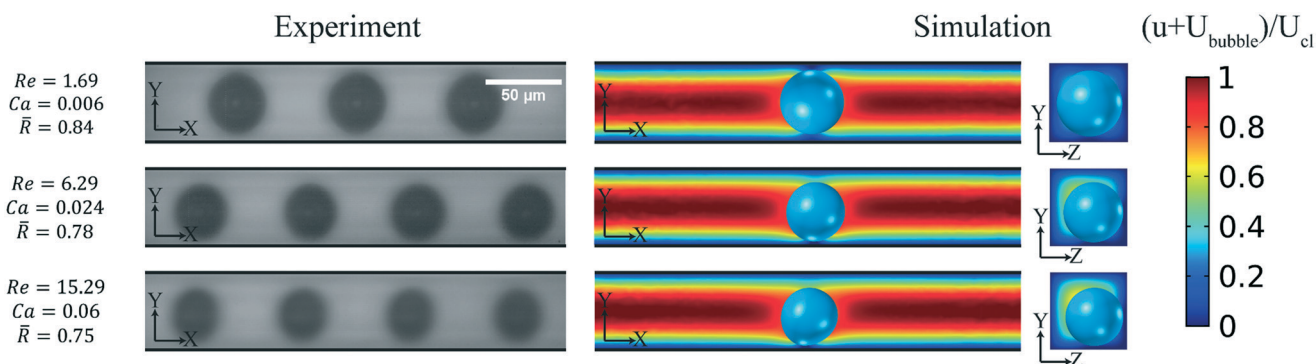 Experiment
Simulation
(u+U_bubble)/U_cl
Re = 1.69
Ca = 0.006
R̄ = 0.84
Y
X
50 µm
Y
X
Y
Z
Re = 6.29
Ca = 0.024
R̄ = 0.78
Y
X
Y
X
Y
Z
Re = 15.29
Ca = 0.06
R̄ = 0.75
Y
X
Y
X
Y
Z
1
0.8
0.6
0.4
0.2
0